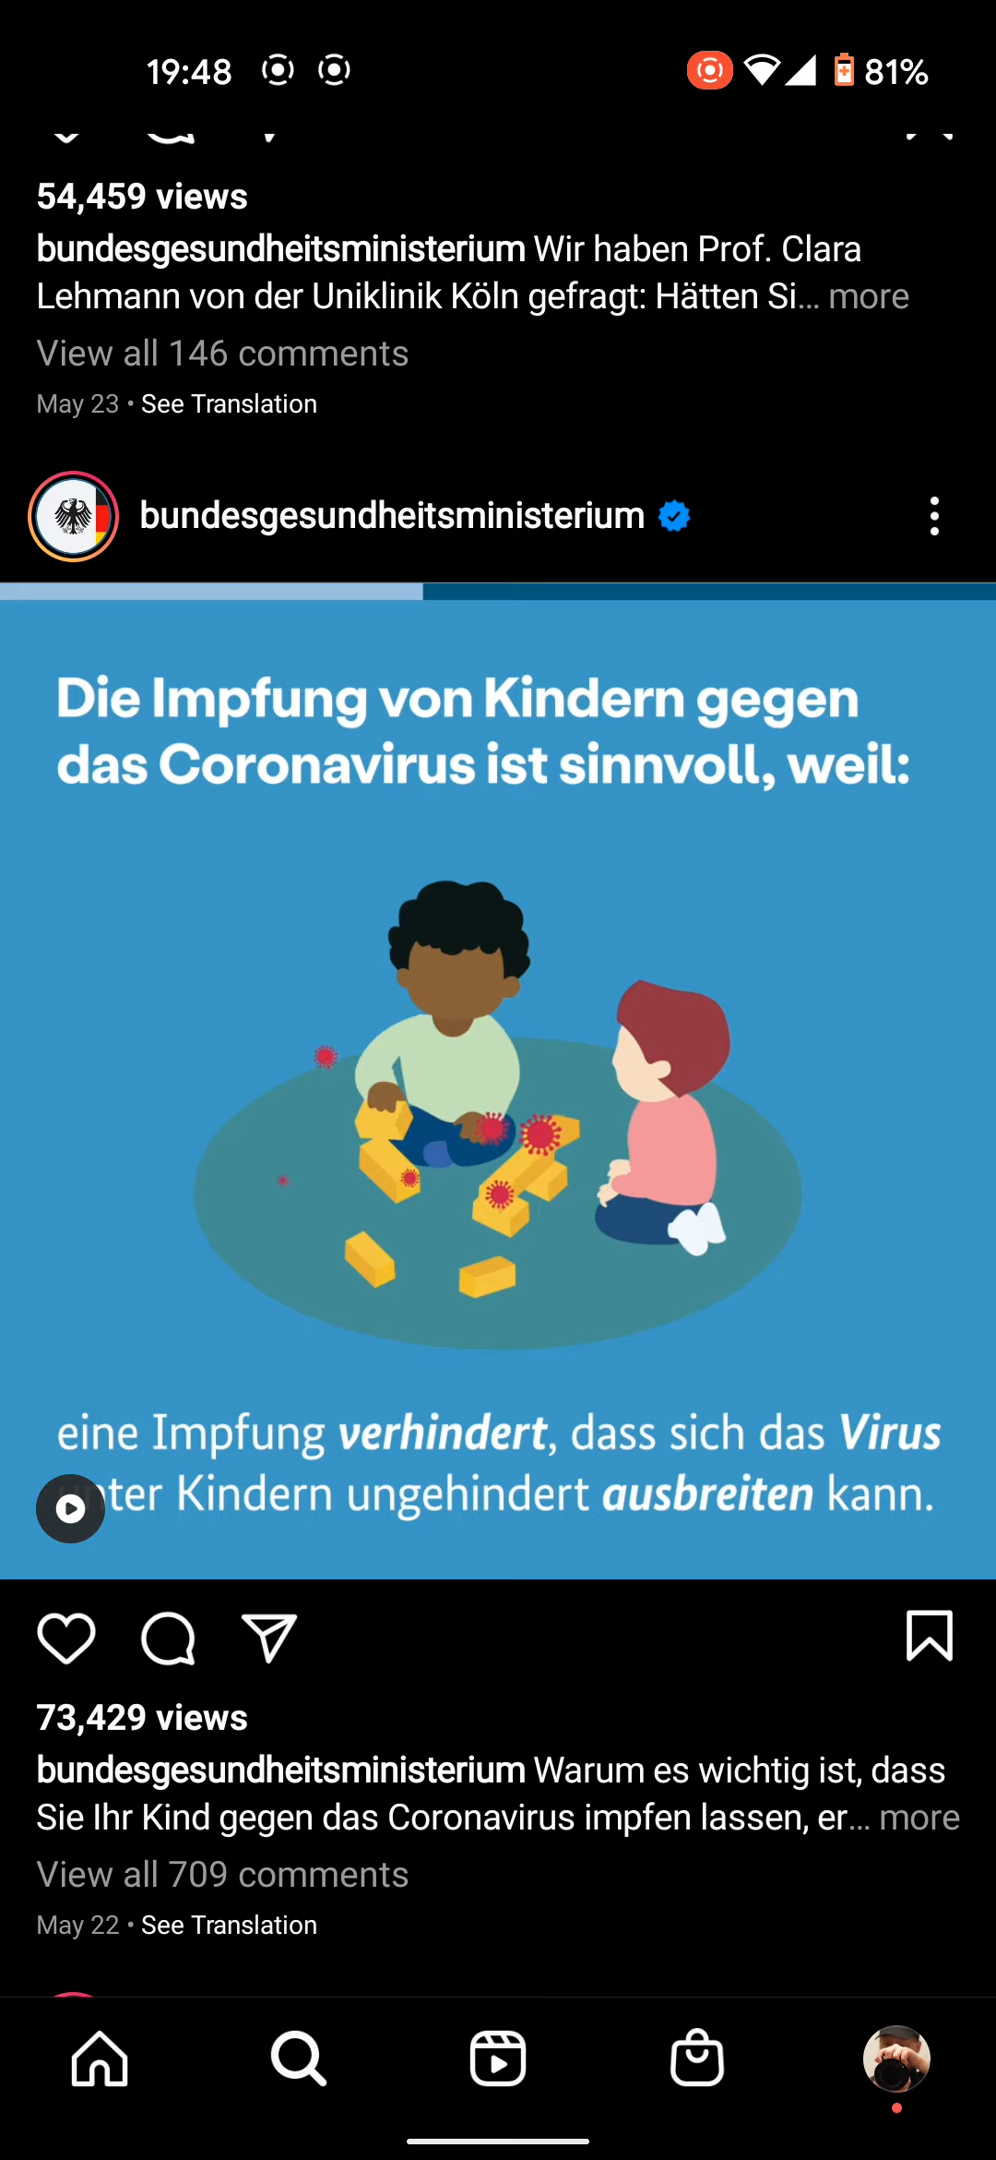 19:48
81%
54,459 views
bundesgesundheitsministerium Wir haben Prof. Clara
Lehmann von der Uniklinik Köln gefragt: Hätten Si... more
View all 146 comments
May 23 • See Translation
bundesgesundheitsministerium
Die Impfung von Kindern gegen
das Coronavirus ist sinnvoll, weil:
eine Impfung verhindert, dass sich das Virus
unter Kindern ungehindert ausbreiten kann.
73,429 views
bundesgesundheitsministerium Warum es wichtig ist, dass
Sie Ihr Kind gegen das Coronavirus impfen lassen, er... more
View all 709 comments
May 22 • See Translation